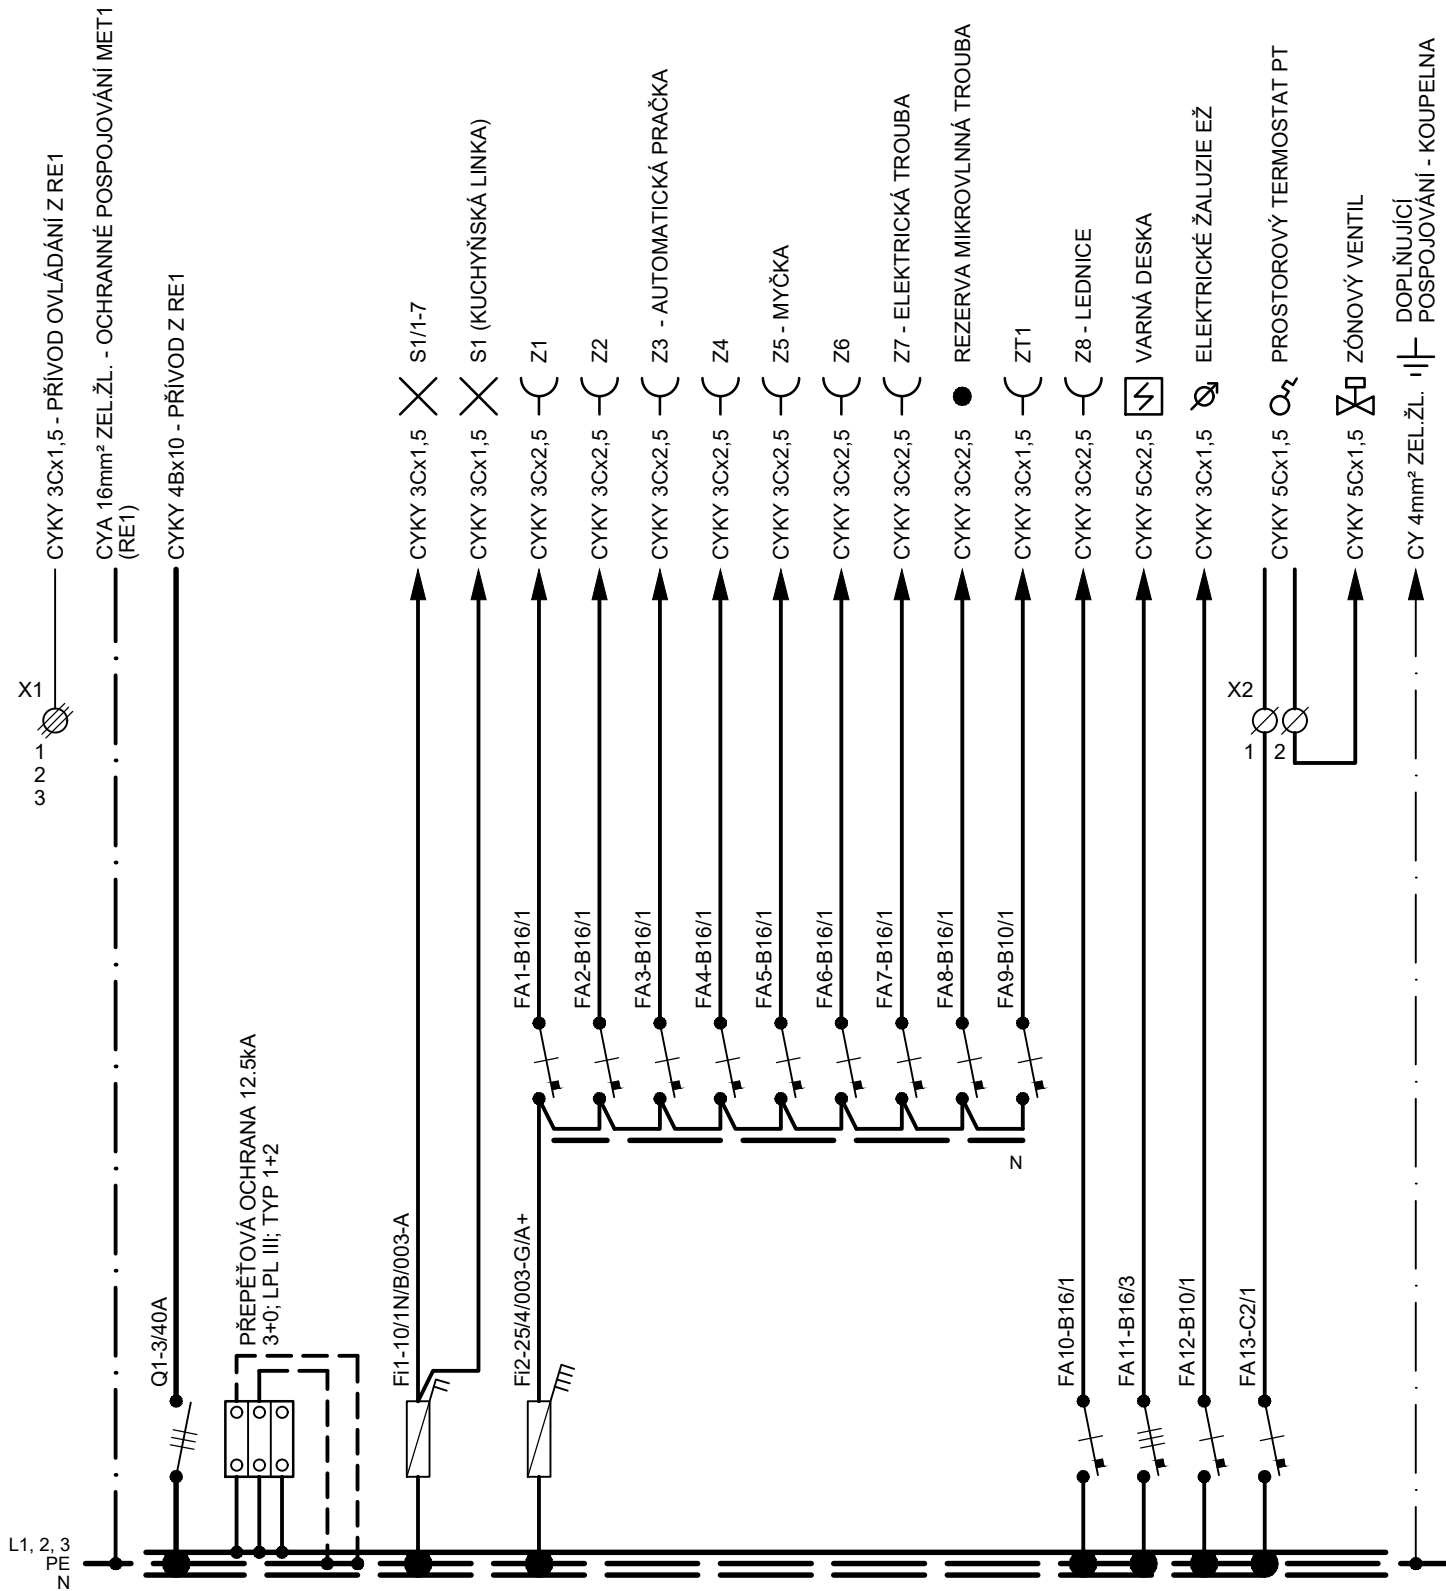 CYKY 3Cx1,5 - PŘÍVOD OVLÁDÁNÍ Z RE1
CYA 16mm² ZEL.ŽL. - OCHRANNÉ POSPOJOVÁNÍ MET1
(RE1)
CYKY 4Bx10 - PŘÍVOD Z RE1
CYKY 3Cx1,5 S1/1-7
CYKY 3Cx1,5 S1 (KUCHYŇSKÁ LINKA)
CYKY 3Cx2,5 Z1
CYKY 3Cx2,5 Z2
CYKY 3Cx2,5 Z3 - AUTOMATICKÁ PRAČKA
CYKY 3Cx2,5 Z4
CYKY 3Cx2,5 Z5 - MYČKA
CYKY 3Cx2,5 Z6
CYKY 3Cx2,5 Z7 - ELEKTRICKÁ TROUBA
CYKY 3Cx2,5 REZERVA MIKROVLNNÁ TROUBA
CYKY 3Cx1,5 ZT1
CYKY 3Cx2,5 Z8 - LEDNICE
CYKY 5Cx2,5 VARNÁ DESKA
CYKY 3Cx1,5 ELEKTRICKÉ ŽALUZIE EŽ
CYKY 5Cx1,5 PROSTOROVÝ TERMOSTAT PT
CYKY 5Cx1,5 ZÓNOVÝ VENTIL
CY 4mm² ZEL.ŽL. DOPLŇUJÍCÍ
POSPOJOVÁNÍ - KOUPELNA
X1
1
2
3
X2
1 2
FA1-B16/1
FA2-B16/1
FA3-B16/1
FA4-B16/1
FA5-B16/1
FA6-B16/1
FA7-B16/1
FA8-B16/1
FA9-B10/1
N
Q1-3/40A
PŘEPĚŤOVÁ OCHRANA 12.5kA
3+0; LPL III; TYP 1+2
Fi1-10/1N/B/003-A
Fi2-25/4/003-G/A+
FA10-B16/1
FA11-B16/3
FA12-B10/1
FA13-C2/1
L1, 2, 3
PE
N